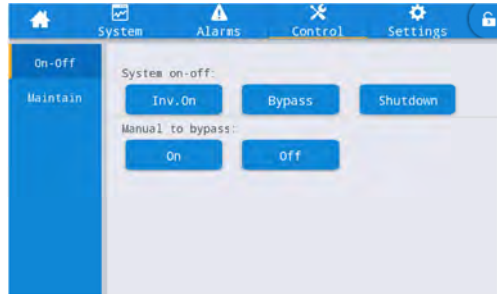 System Alarms Control Settings
On-Off
Maintain
System on-off:
Inv.On Bypass Shutdown
Manual to bypass:
On Off